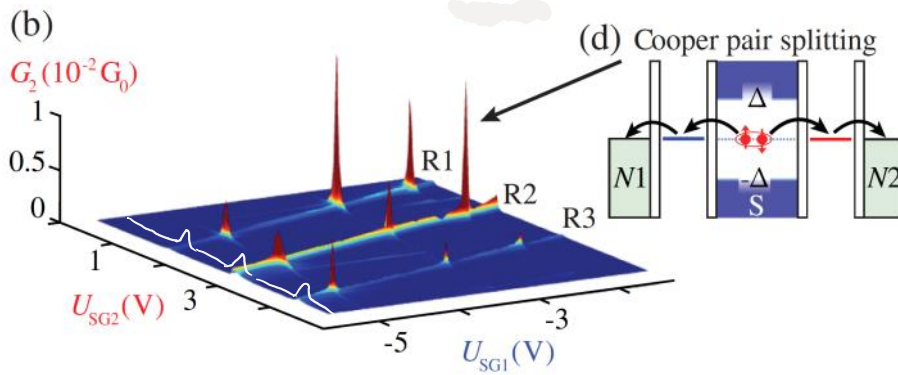 (b)
G2 (10-2 G0)
1
0.5
0
R1
R2
R3
1
3
USG2 (V)
-5
-3
USG1 (V)
(d) Cooper pair splitting
Δ
-Δ
S
N1
N2